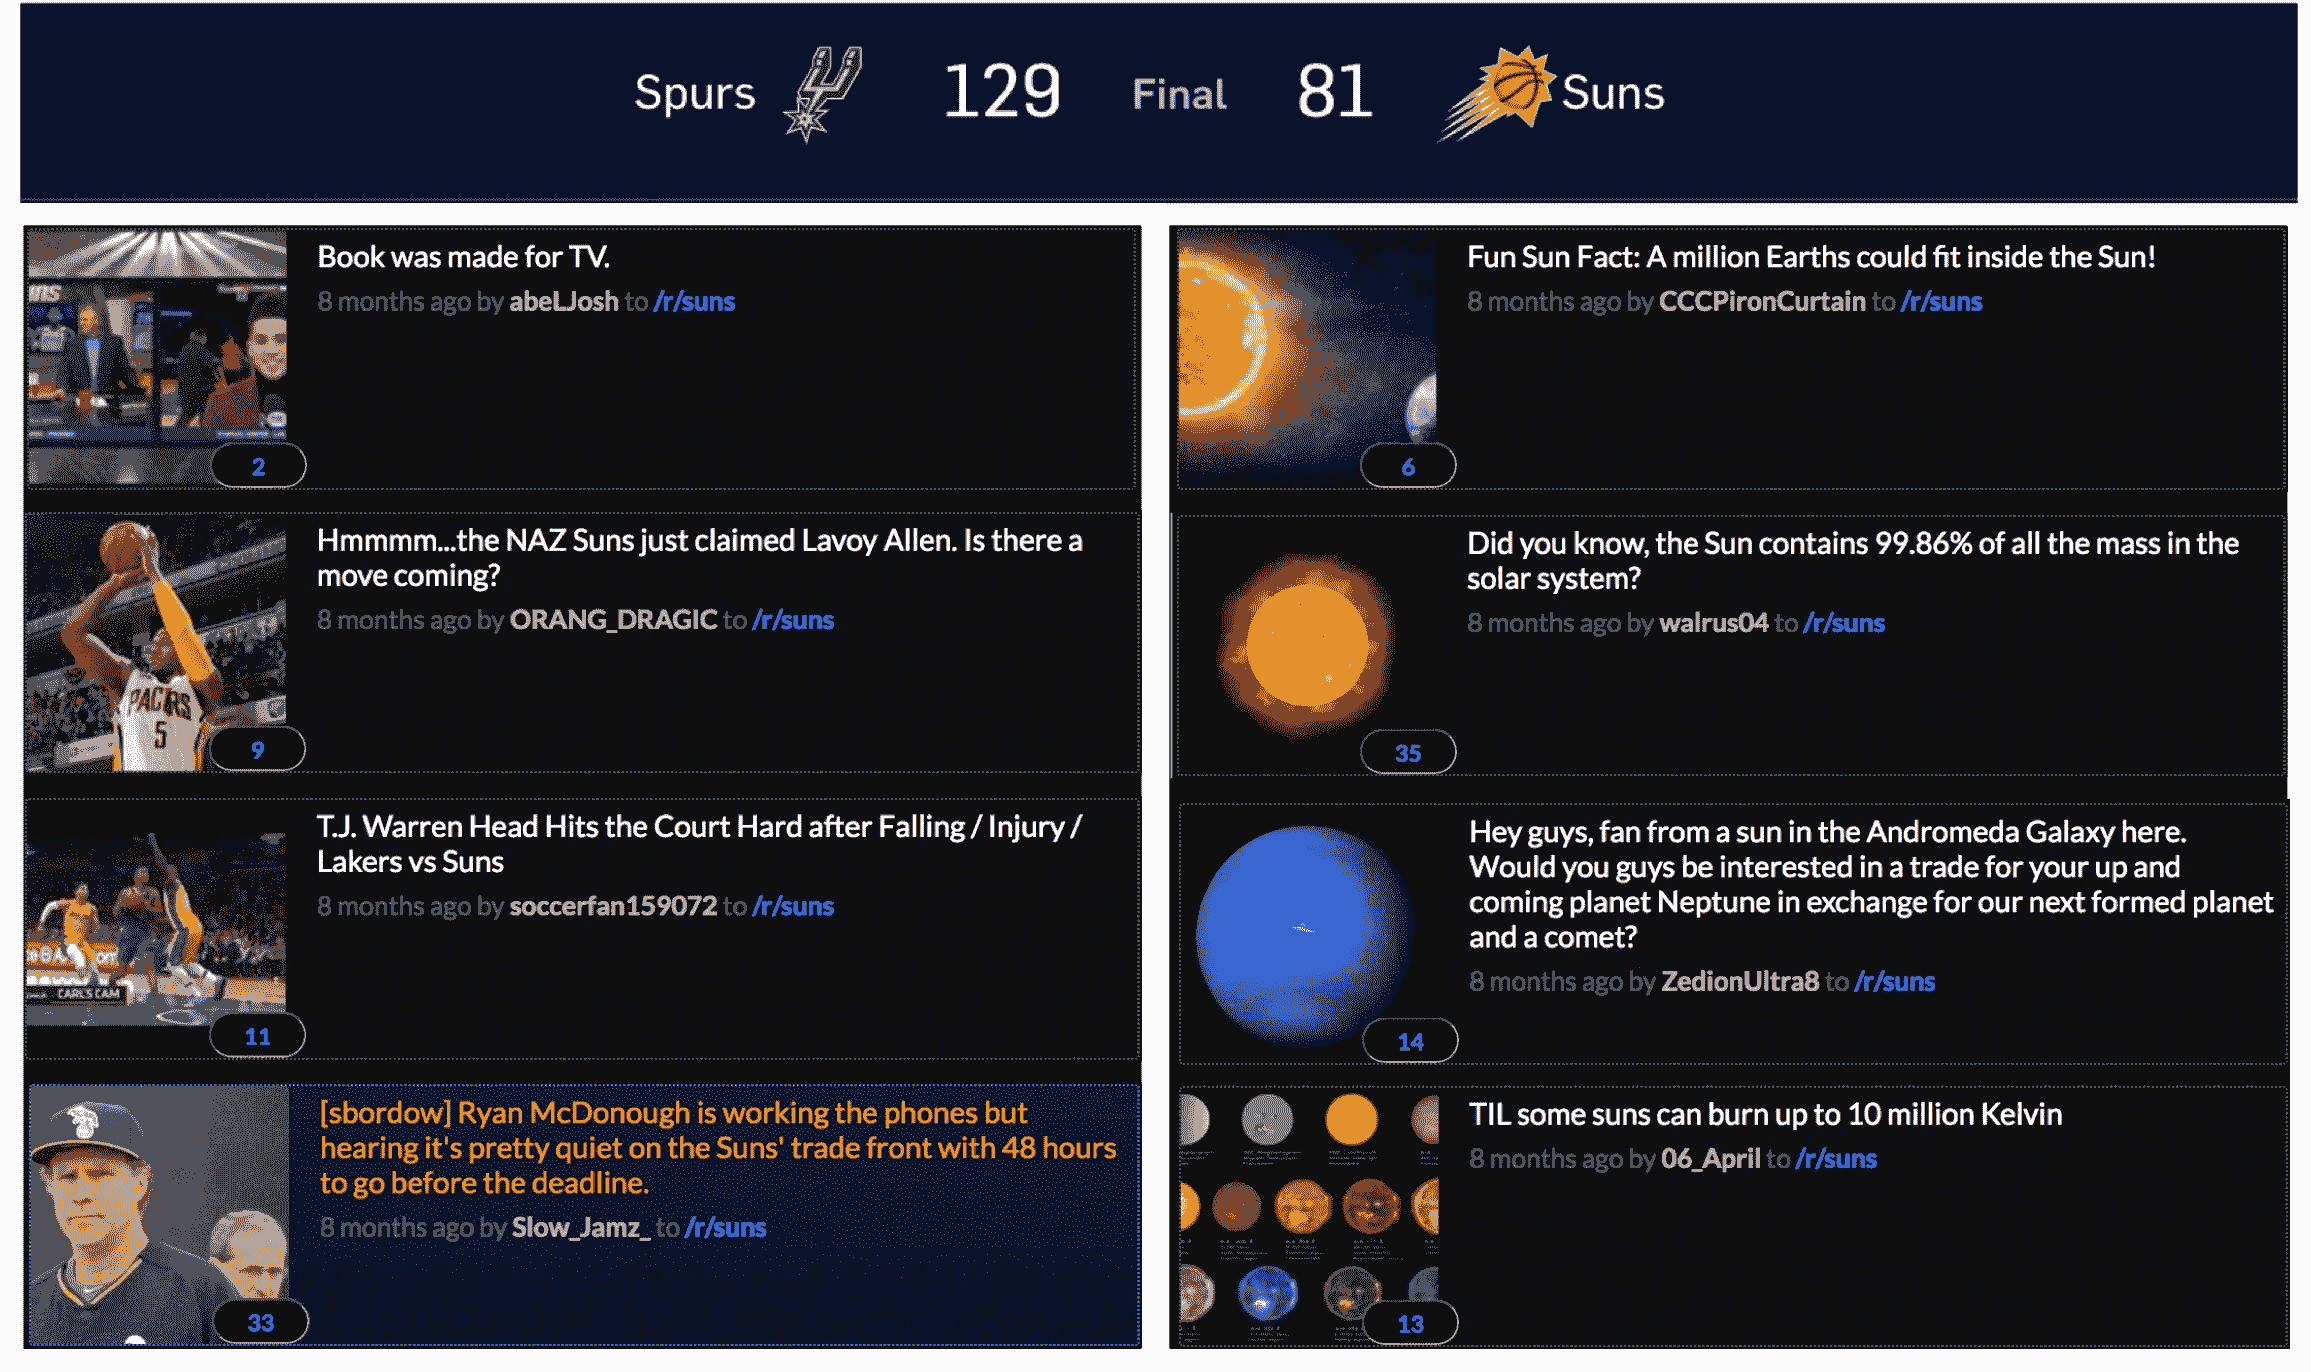 Spurs 129 Final 81 Suns
Book was made for TV.
8 months ago by abeLJosh to /r/suns
2
Hmmmm...the NAZ Suns just claimed Lavoy Allen. Is there a
move coming?
8 months ago by ORANG_DRAGIC to /r/suns
PACERS
5
9
T.J. Warren Head Hits the Court Hard after Falling / Injury /
Lakers vs Suns
8 months ago by soccerfan159072 to /r/suns
CARL'S CAM
11
[sbordow] Ryan McDonough is working the phones but
hearing it's pretty quiet on the Suns' trade front with 48 hours
to go before the deadline.
8 months ago by Slow_Jamz_ to /r/suns
33
Fun Sun Fact: A million Earths could fit inside the Sun!
8 months ago by CCCPironCurtain to /r/suns
6
Did you know, the Sun contains 99.86% of all the mass in the
solar system?
8 months ago by walrus04 to /r/suns
35
Hey guys, fan from a sun in the Andromeda Galaxy here.
Would you guys be interested in a trade for your up and
coming planet Neptune in exchange for our next formed planet
and a comet?
8 months ago by ZedionUltra8 to /r/suns
14
TIL some suns can burn up to 10 million Kelvin
8 months ago by 06_April to /r/suns
13